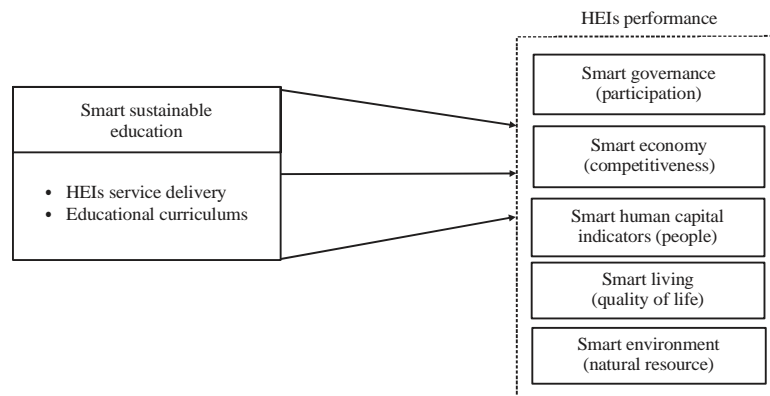 HEIs performance
Smart sustainable
education
• HEIs service delivery
• Educational curriculums
Smart governance
(participation)
Smart economy
(competitiveness)
Smart human capital
indicators (people)
Smart living
(quality of life)
Smart environment
(natural resource)